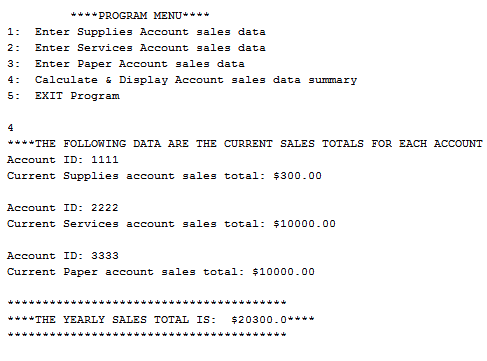 ****PROGRAM MENU****
1:  Enter Supplies Account sales data
2:  Enter Services Account sales data
3:  Enter Paper Account sales data
4:  Calculate & Display Account sales data summary
5:  EXIT Program
4
****THE FOLLOWING DATA ARE THE CURRENT SALES TOTALS FOR EACH ACCOUNT
Account ID: 1111
Current Supplies account sales total: $300.00
Account ID: 2222
Current Services account sales total: $10000.00
Account ID: 3333
Current Paper account sales total: $10000.00
****************************************
****THE YEARLY SALES TOTAL IS:  $20300.0****
****************************************